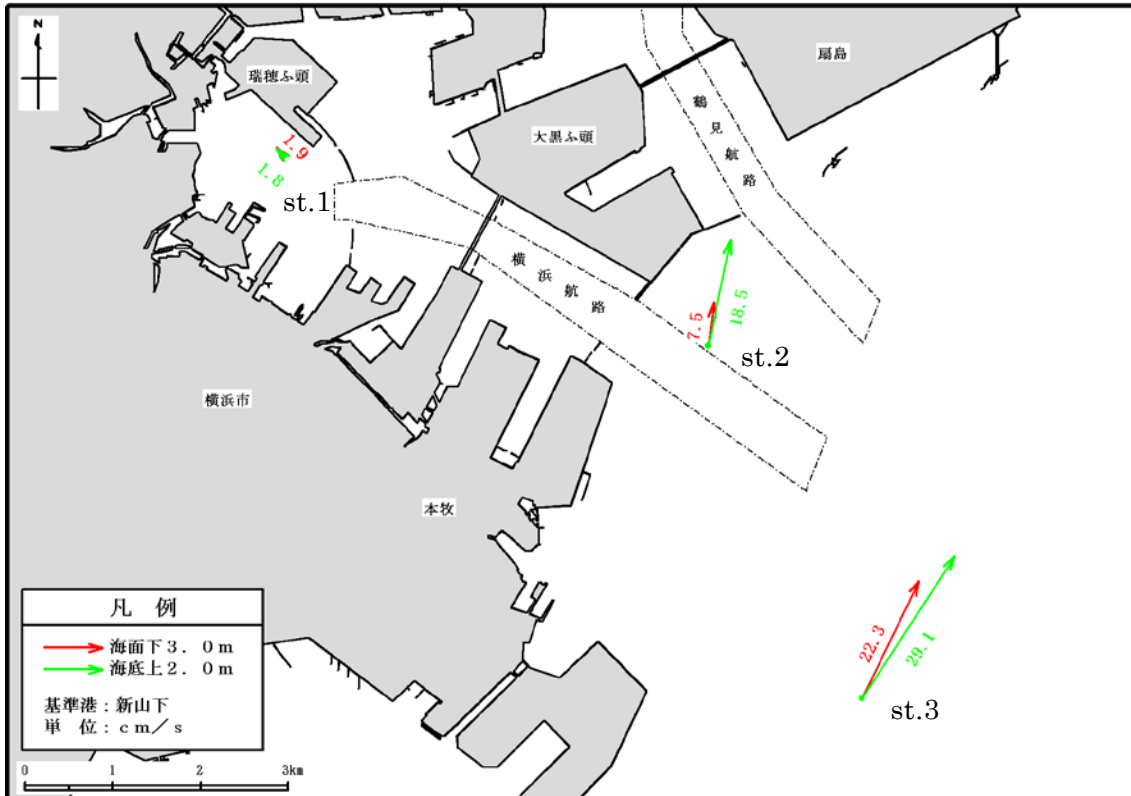 N
瑞穂ふ頭
扇島
大黒ふ頭
鶴見航路
1.9
1.8
st.1
横浜航路
7.5
18.5
st.2
横浜市
本牧
凡 例
海面下3.0m
海底上2.0m
基準港:新山下
単 位:cm/s
22.3
29.1
st.3
0 1 2 3km